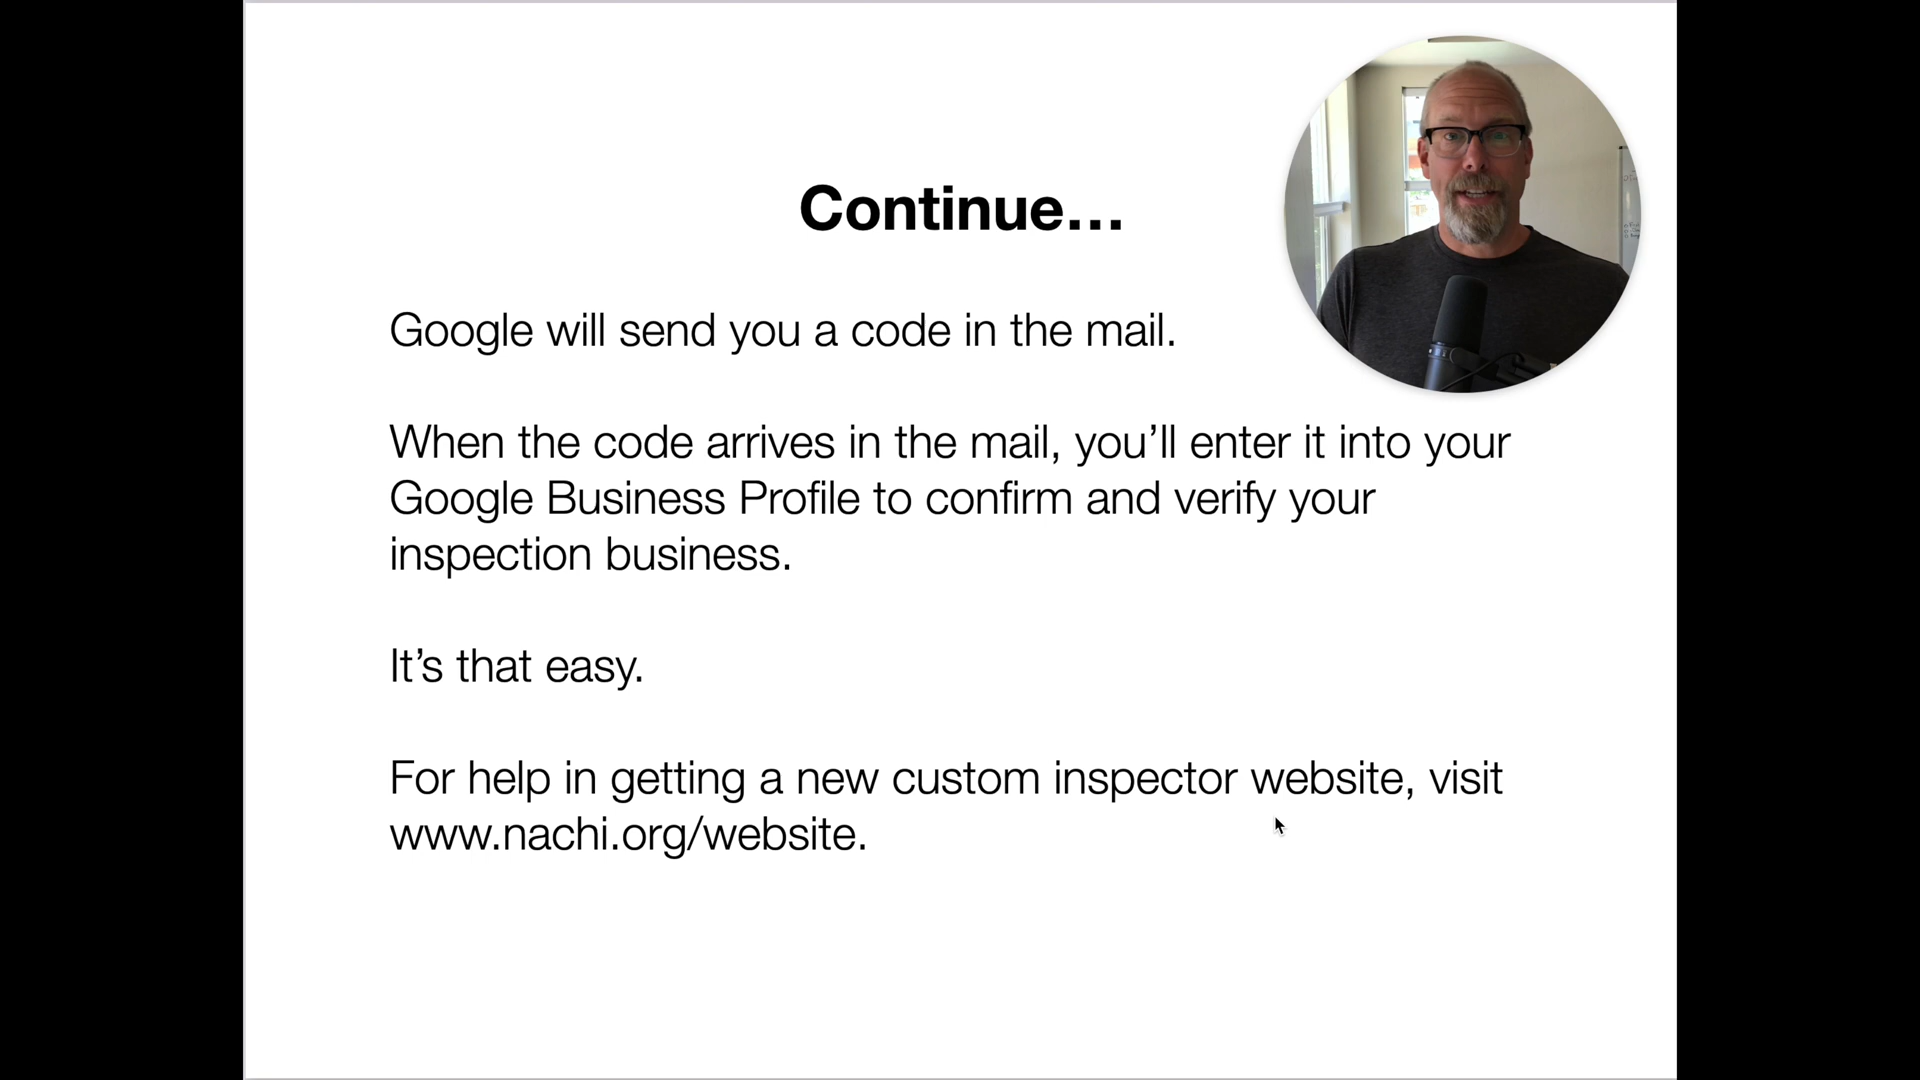 Continue…
Google will send you a code in the mail.
When the code arrives in the mail, you’ll enter it into your
Google Business Profile to confirm and verify your
inspection business.
It’s that easy.
For help in getting a new custom inspector website, visit
www.nachi.org/website.